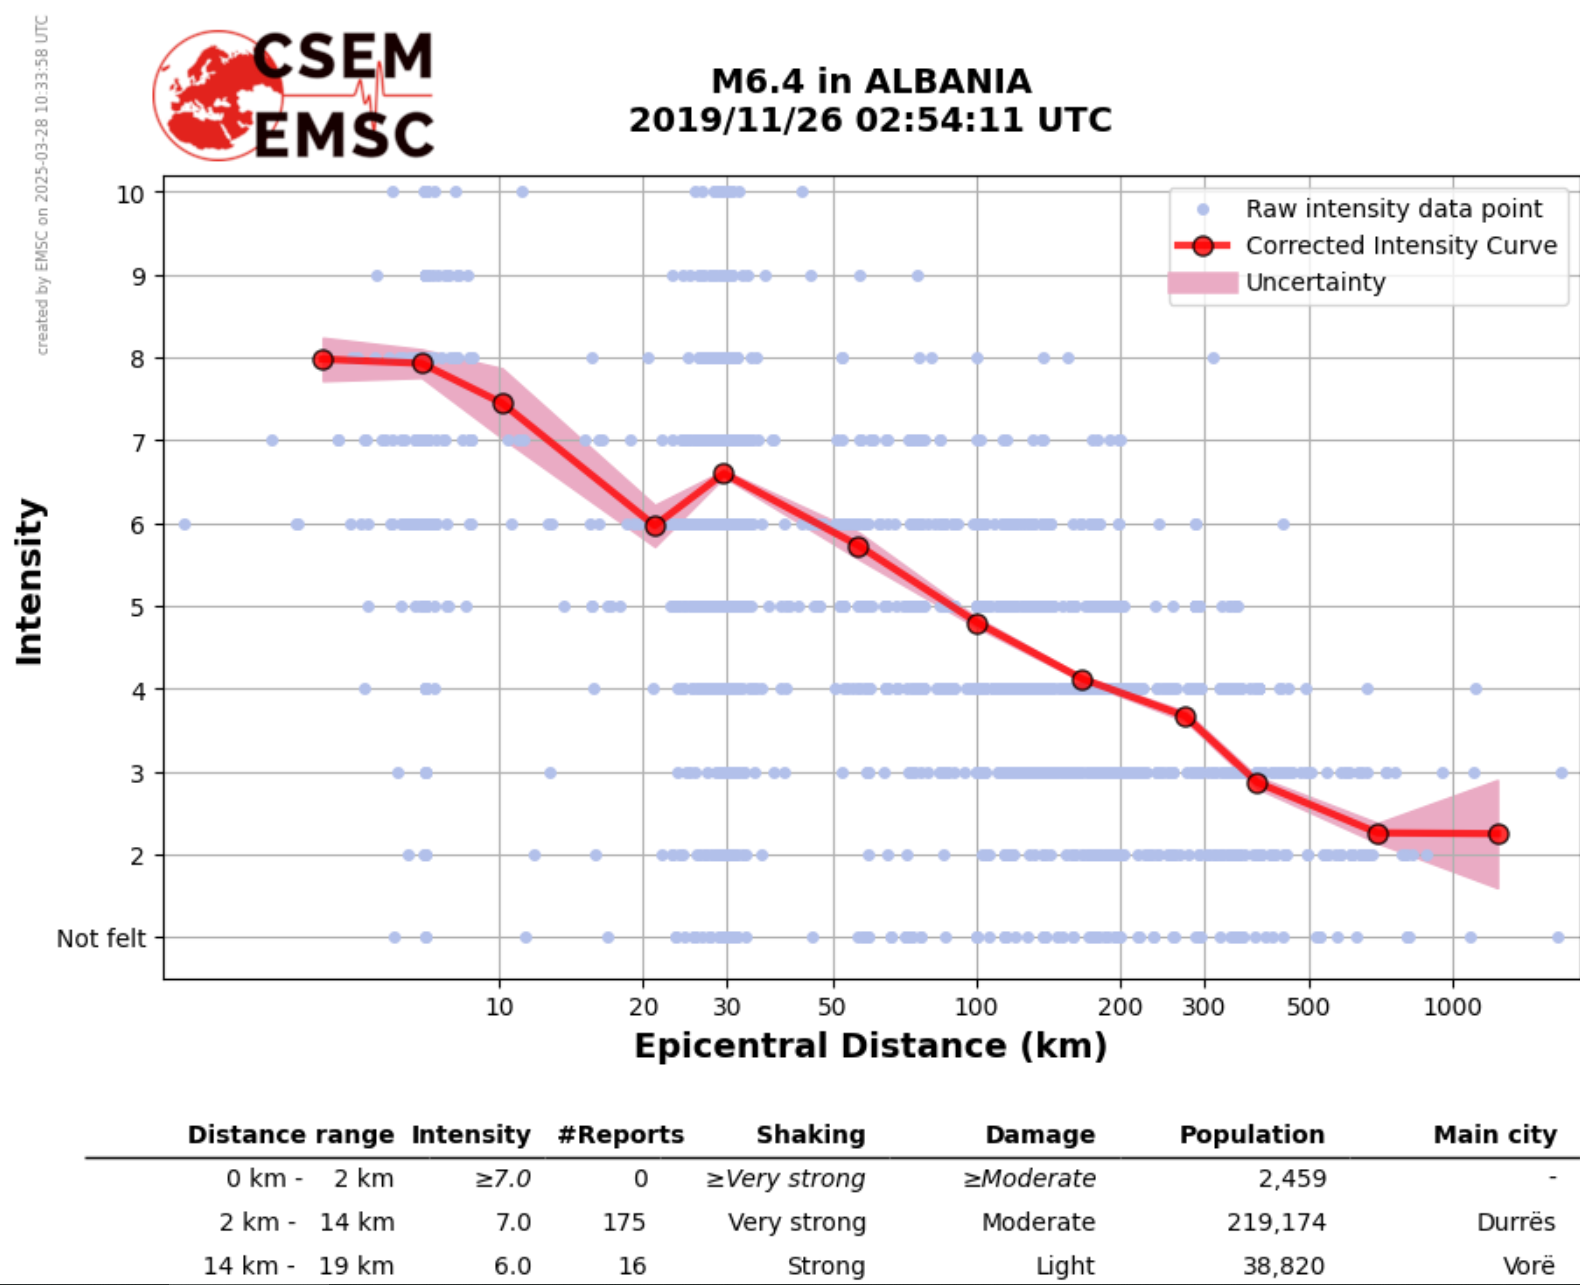 created by EMSC on 2025-03-28 10:33:58 UTC
CSEM
EMSC
M6.4 in ALBANIA
2019/11/26 02:54:11 UTC
Raw intensity data point
Corrected Intensity Curve
Uncertainty
Intensity
10
9
8
7
6
5
4
3
2
Not felt
10 20 30 50 100 200 300 500 1000
Epicentral Distance (km)
Distance range Intensity #Reports Shaking Damage Population Main city
0 km - 2 km ≥7.0 0 ≥Very strong ≥Moderate 2,459 -
2 km - 14 km 7.0 175 Very strong Moderate 219,174 Durrës
14 km - 19 km 6.0 16 Strong Light 38,820 Vorë